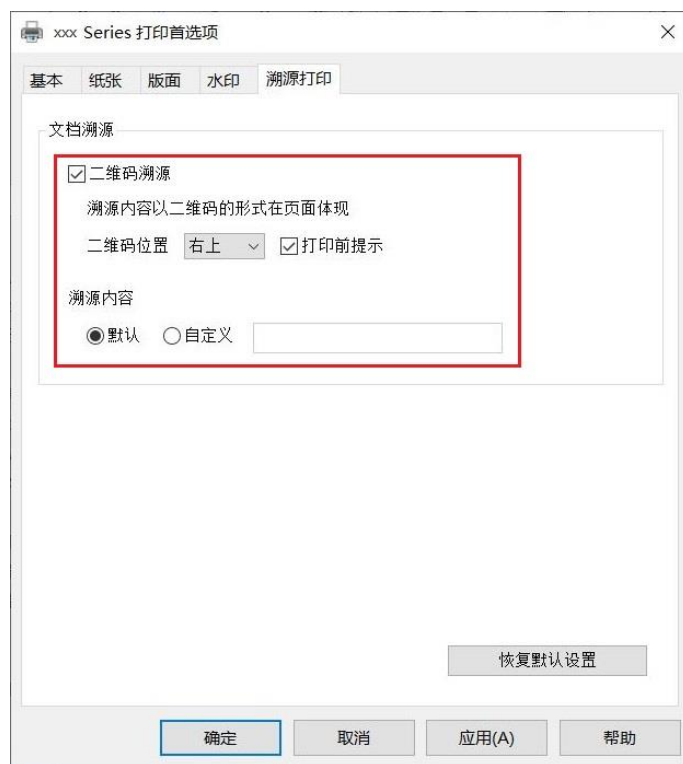 xxx Series 打印首选项
基本 纸张 版面 水印 溯源打印
文档溯源
二维码溯源
溯源内容以二维码的形式在页面体现
二维码位置 右上 打印前提示
溯源内容
默认 自定义
恢复默认设置
确定 取消 应用(A) 帮助